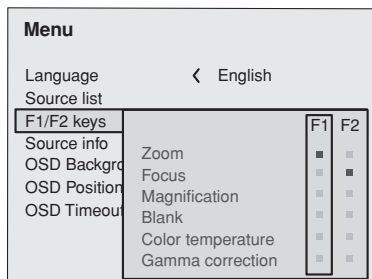 Menu
Language ‹ English
Source list
F1/F2 keys F1 F2
Source info
OSD Backgro
OSD Position
OSD Timeout
Zoom
Focus
Magnification
Blank
Color temperature
Gamma correction